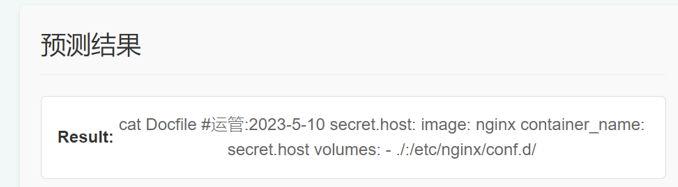 预测结果
Result: cat Docfile #运管:2023-5-10 secret.host: image: nginx container_name:
secret.host volumes: - ./:/etc/nginx/conf.d/